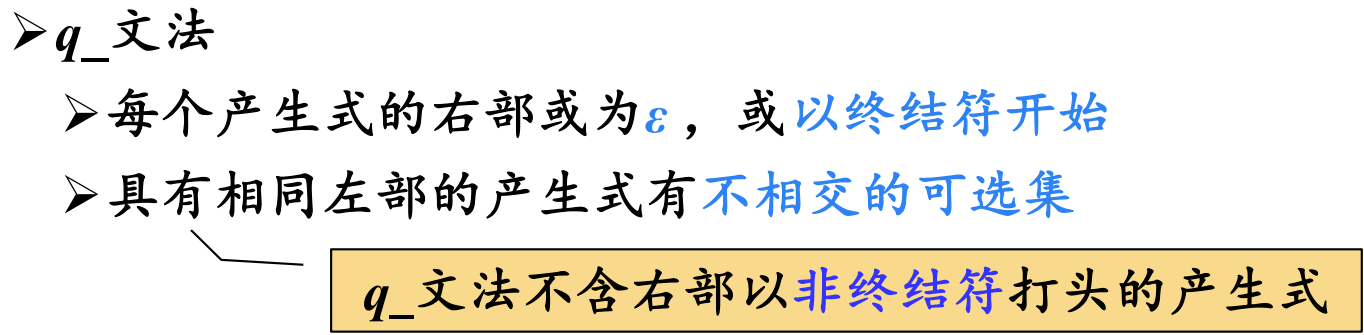 ➢q_文法
➢每个产生式的右部或为ε，或以终结符开始
➢具有相同左部的产生式有不相交的可选集
q_文法不含右部以非终结符打头的产生式